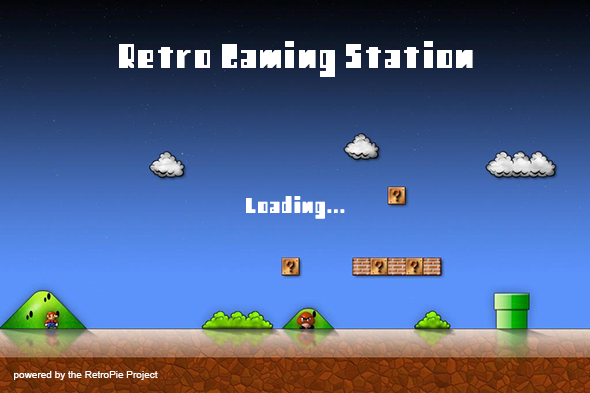 Retro Gaming Station
?
Loading...
?
? ?
powered by the RetroPie Project